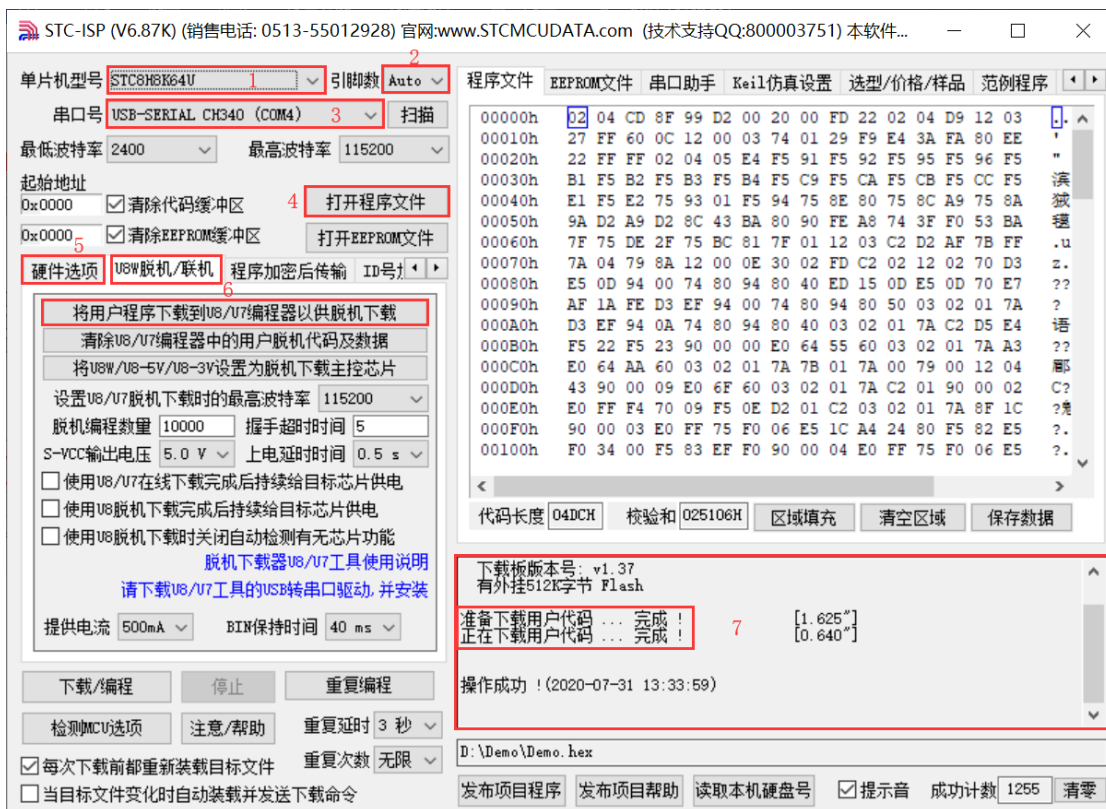 STC-ISP (V6.87K) (销售电话: 0513-55012928) 官网:www.STCMCUDATA.com (技术支持QQ:800003751) 本软件...
单片机型号 STC8H8K64U 1 引脚数 Auto 2
串口号 USB-SERIAL CH340 (COM4) 3 扫描
最低波特率 2400 最高波特率 115200
起始地址
0x0000 清除代码缓冲区 4 打开程序文件
0x0000 清除EEPROM缓冲区 打开EEPROM文件
5
硬件选项 U8W脱机/联机 程序加密后传输 ID号
6
将用户程序下载到U8/U7编程器以供脱机下载
清除U8/U7编程器中的用户脱机代码及数据
将U8W/U8-5V/U8-3V设置为脱机下载主控芯片
设置U8/U7脱机下载时的最高波特率 115200
脱机编程数量 10000 握手超时时间 5
S-VCC输出电压 5.0 V 上电延时时间 0.5 s
使用U8/U7在线下载完成后持续给目标芯片供电
使用U8脱机下载完成后持续给目标芯片供电
使用U8脱机下载时关闭自动检测有无芯片功能
脱机下载器U8/U7工具使用说明
请下载U8/U7工具的USB转串口驱动,并安装
提供电流 500mA BIN保持时间 40 ms
下载/编程 停止 重复编程
检测MCU选项 注意/帮助 重复延时 3 秒
重复次数 无限
每次下载前都重新装载目标文件
当目标文件变化时自动装载并发送下载命令
程序文件 EEPROM文件 串口助手 Keil仿真设置 选型/价格/样品 范例程序
00000h 02 04 CD 8F 99 D2 00 20 00 FD 22 02 04 D9 12 03 ..
00010h 27 FF 60 0C 12 00 03 74 01 29 F9 E4 3A FA 80 EE '
00020h 22 FF FF 02 04 05 E4 F5 91 F5 92 F5 95 F5 96 F5 "
00030h B1 F5 B2 F5 B3 F5 B4 F5 C9 F5 CA F5 CB F5 CC F5 滨
00040h E1 F5 E2 75 93 01 F5 94 75 8E 80 75 8C A9 75 8A
00050h 9A D2 A9 D2 8C 43 BA 80 90 FE A8 74 3F F0 53 BA
00060h 7F 75 DE 2F 75 BC 81 7F 01 12 03 C2 D2 AF 7B FF .u
00070h 7A 04 79 8A 12 00 0E 30 02 FD C2 02 12 02 70 D3 z.
00080h E5 0D 94 00 74 80 94 80 40 ED 15 0D E5 0D 70 E7 ??
00090h AF 1A FE D3 EF 94 00 74 80 94 80 50 03 02 01 7A ?
000A0h D3 EF 94 0A 74 80 94 80 40 03 02 01 7A C2 D5 E4 语
000B0h F5 22 F5 23 90 00 00 E0 64 55 60 03 02 01 7A A3 ??
000C0h E0 64 AA 60 03 02 01 7A 7B 01 7A 00 79 00 12 04 郿
000D0h 43 90 00 09 E0 6F 60 03 02 01 7A C2 01 90 00 02 C?
000E0h E0 FF F4 70 09 F5 0E D2 01 C2 03 02 01 7A 8F 1C
000F0h 90 00 03 E0 FF 75 F0 06 E5 1C A4 24 80 F5 82 E5 ?.
00100h F0 34 00 F5 83 EF F0 90 00 04 E0 FF 75 F0 06 E5 ?.
代码长度 04DCH 校验和 025106H 区域填充 清空区域 保存数据
下载板版本号: v1.37
有外挂512K字节 Flash
准备下载用户代码 ... 完成 ! [1.625"]
正在下载用户代码 ... 完成 ! [0.640"]
7
操作成功 !(2020-07-31 13:33:59)
D:\Demo\Demo.hex
发布项目程序 发布项目帮助 读取本机硬盘号 提示音 成功计数 1255 清零